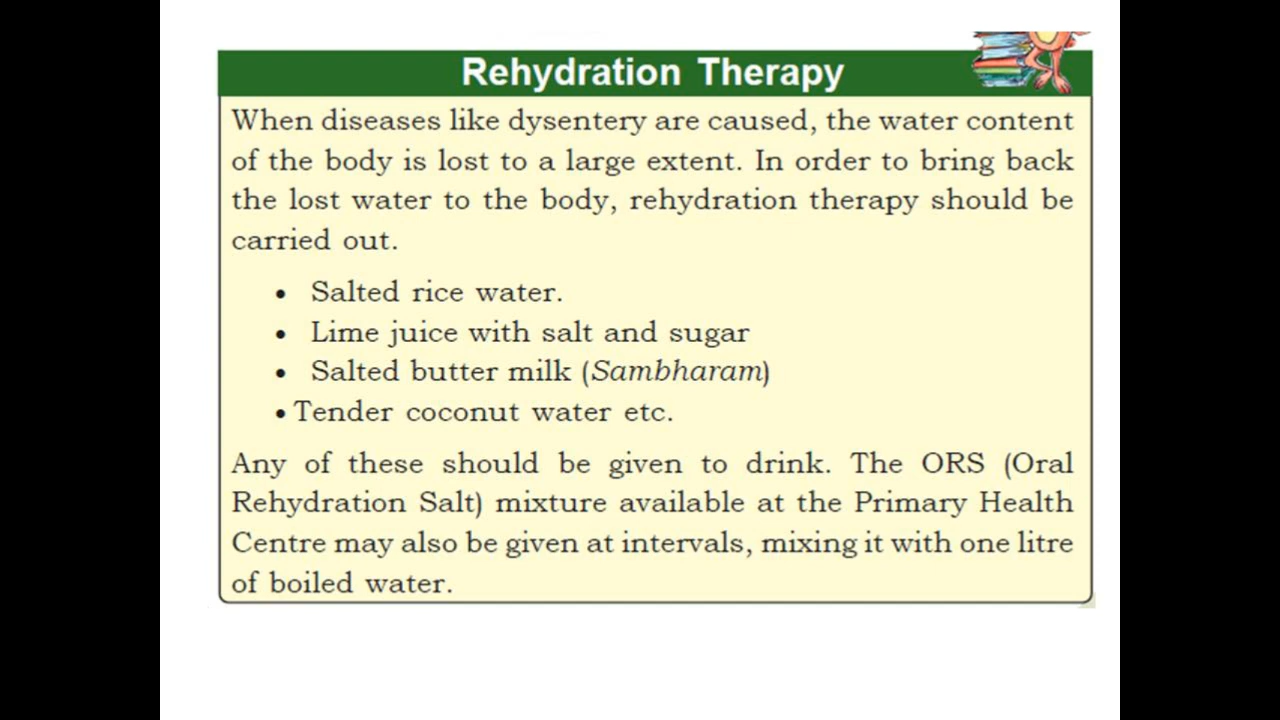 Rehydration Therapy
When diseases like dysentery are caused, the water content
of the body is lost to a large extent. In order to bring back
the lost water to the body, rehydration therapy should be
carried out.
• Salted rice water.
• Lime juice with salt and sugar
• Salted butter milk (Sambharam)
• Tender coconut water etc.
Any of these should be given to drink. The ORS (Oral
Rehydration Salt) mixture available at the Primary Health
Centre may also be given at intervals, mixing it with one litre
of boiled water.